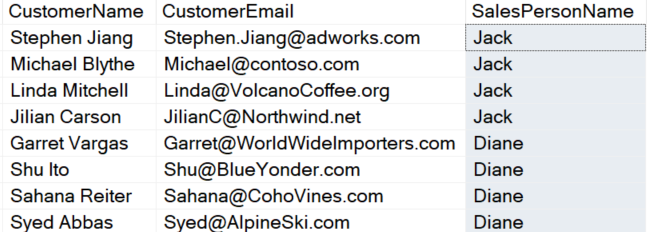 CustomerName CustomerEmail SalesPersonName
Stephen Jiang Stephen.Jiang@adworks.com Jack
Michael Blythe Michael@contoso.com Jack
Linda Mitchell Linda@VolcanoCoffee.org Jack
Jilian Carson JilianC@Northwind.net Jack
Garret Vargas Garret@WorldWideImporters.com Diane
Shu Ito Shu@BlueYonder.com Diane
Sahana Reiter Sahana@CohoVines.com Diane
Syed Abbas Syed@AlpineSki.com Diane